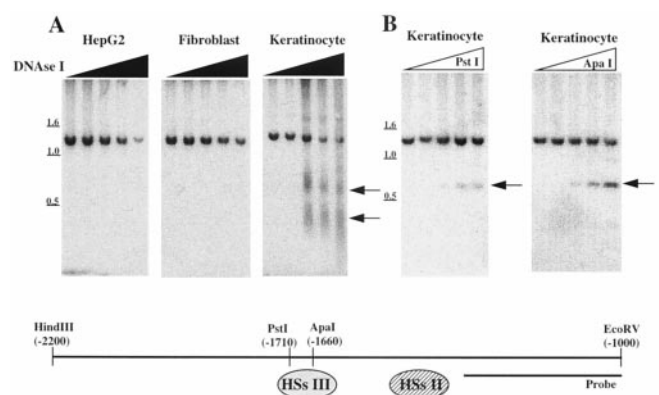 A
B
HepG2
Fibroblast
Keratinocyte
Keratinocyte
Keratinocyte
DNAse I
Pst I
Apa I
1.6
1.0
0.5
1.6
1.0
0.5
HindIII
(-2200)
PstI
(-1710)
ApaI
(-1660)
EcoRV
(-1000)
HSs III
HSs II
Probe